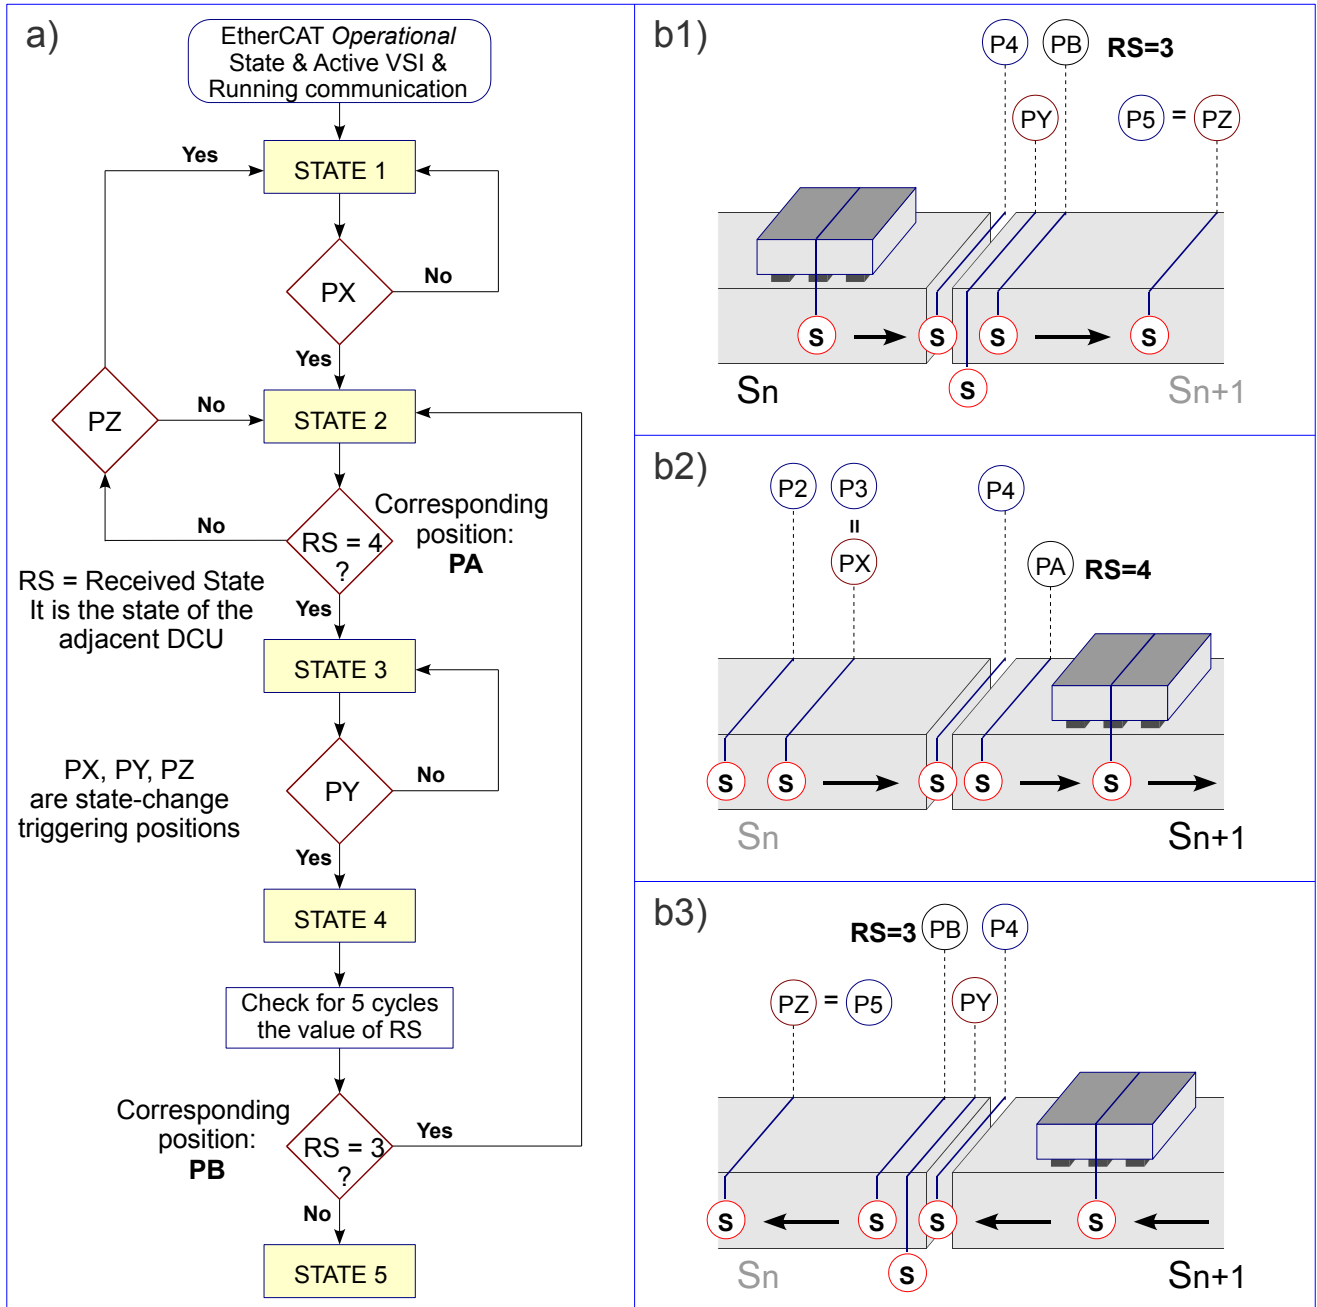 a)
EtherCAT Operational
State & Active VSI &
Running communication
Yes
STATE 1
PX
No
Yes
PZ
No
STATE 2
No
RS = 4
?
Corresponding
position:
PA
RS = Received State
It is the state of the
adjacent DCU
Yes
STATE 3
PX, PY, PZ
are state-change
triggering positions
PY
No
Yes
STATE 4
Check for 5 cycles
the value of RS
Corresponding
position:
PB
RS = 3
?
Yes
No
STATE 5
b1)
P4
PB
RS=3
PY
P5 = PZ
S
S
S
S
S
Sn
Sn+1
b2)
P2
P3
=
PX
P4
PA
RS=4
S
S
S
S
S
Sn
Sn+1
b3)
RS=3
PB
P4
PZ = P5
PY
S
S
S
S
S
Sn
Sn+1